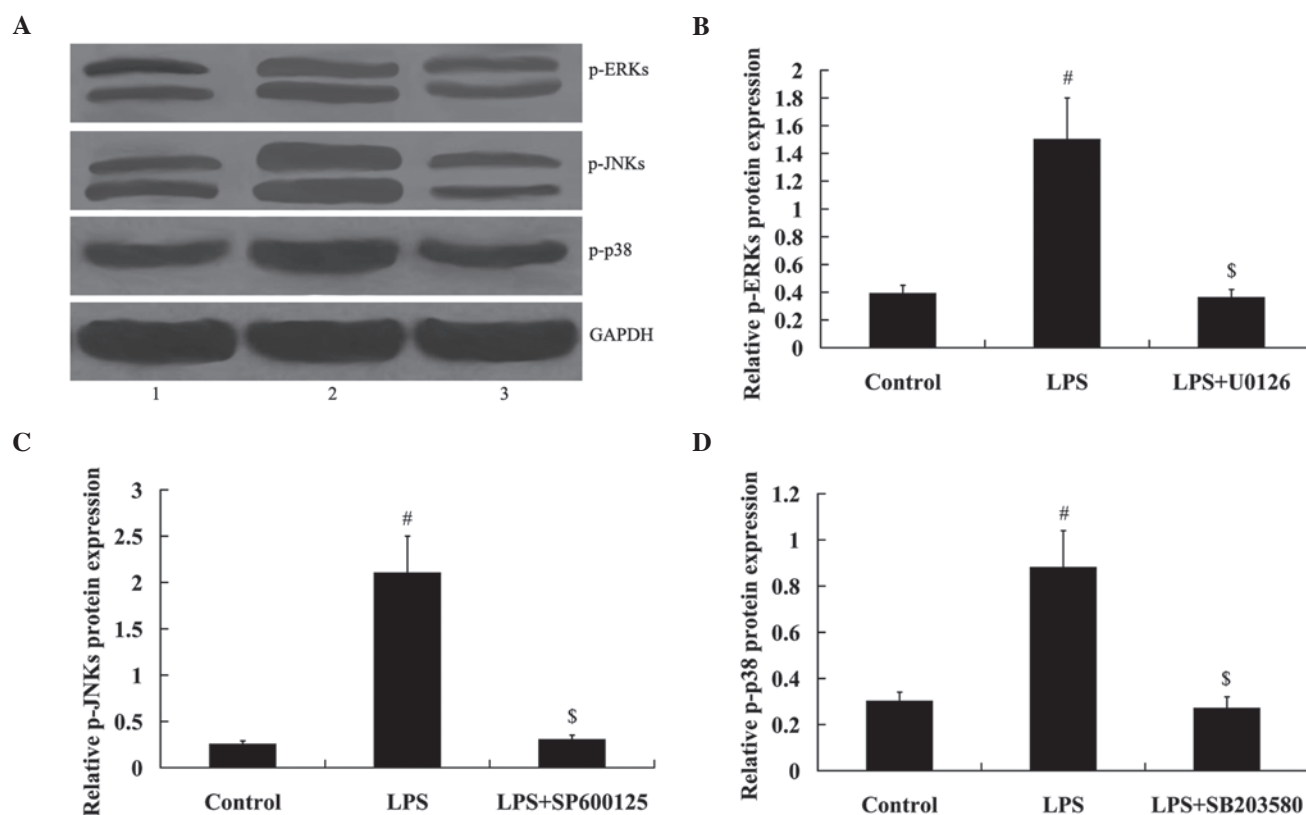 A
p-ERKs
p-JNKs
p-p38
GAPDH
1 2 3
B
Relative p-ERKs protein expression
2
1.8
1.6
1.4
1.2
1
0.8
0.6
0.4
0.2
0
#
$
Control LPS LPS+U0126
C
Relative p-JNKs protein expression
3
2.5
2
1.5
1
0.5
0
#
$
Control LPS LPS+SP600125
D
Relative p-p38 protein expression
1.2
1
0.8
0.6
0.4
0.2
0
#
$
Control LPS LPS+SB203580